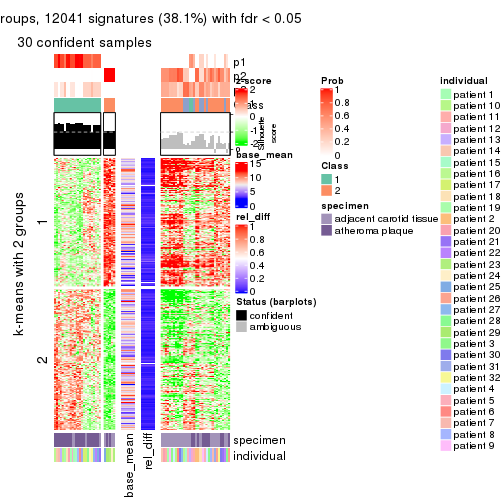 roups, 12041 signatures (38.1%) with fdr < 0.05
30 confident samples
p1
p2
Class
k-means with 2 groups
1
2
specimen
individual
base_mean
rel_diff
z-score
2
1
0
-1
-2
silhouette
score
base_mean
15
10
5
0
rel_diff
1
0.8
0.6
0.4
0.2
0
Status (barplots)
confident
ambiguous
Prob
1
0.8
0.6
0.4
0.2
0
Class
1
2
specimen
adjacent carotid tissue
atheroma plaque
individual
patient 1
patient 10
patient 11
patient 12
patient 13
patient 14
patient 15
patient 16
patient 17
patient 18
patient 19
patient 2
patient 20
patient 21
patient 22
patient 23
patient 24
patient 25
patient 26
patient 27
patient 28
patient 29
patient 3
patient 30
patient 31
patient 32
patient 4
patient 5
patient 6
patient 7
patient 8
patient 9